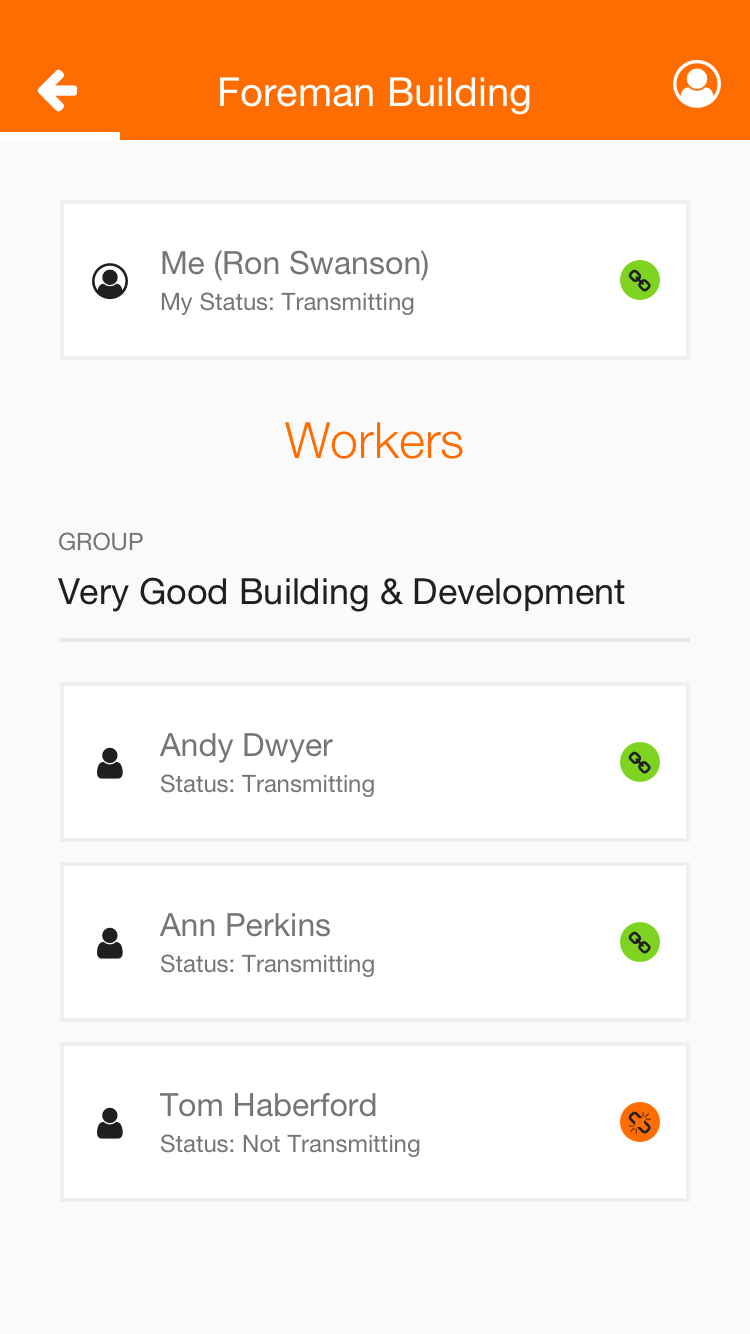 Foreman Building
Me (Ron Swanson)
My Status: Transmitting
Workers
GROUP
Very Good Building & Development
Andy Dwyer
Status: Transmitting
Ann Perkins
Status: Transmitting
Tom Haberford
Status: Not Transmitting